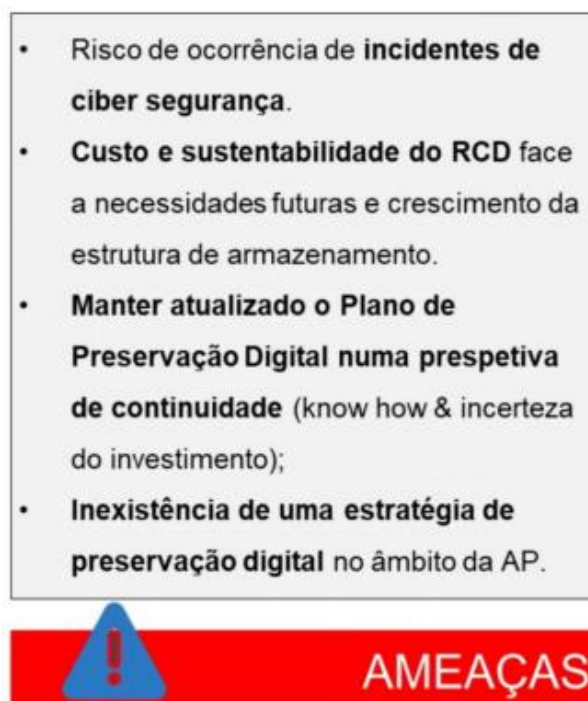 • Risco de ocorrência de incidentes de
ciber segurança.
• Custo e sustentabilidade do RCD face
a necessidades futuras e crescimento da
estrutura de armazenamento.
• Manter atualizado o Plano de
Preservação Digital numa prespetiva
de continuidade (know how & incerteza
do investimento);
• Inexistência de uma estratégia de
preservação digital no âmbito da AP.
AMEAÇAS